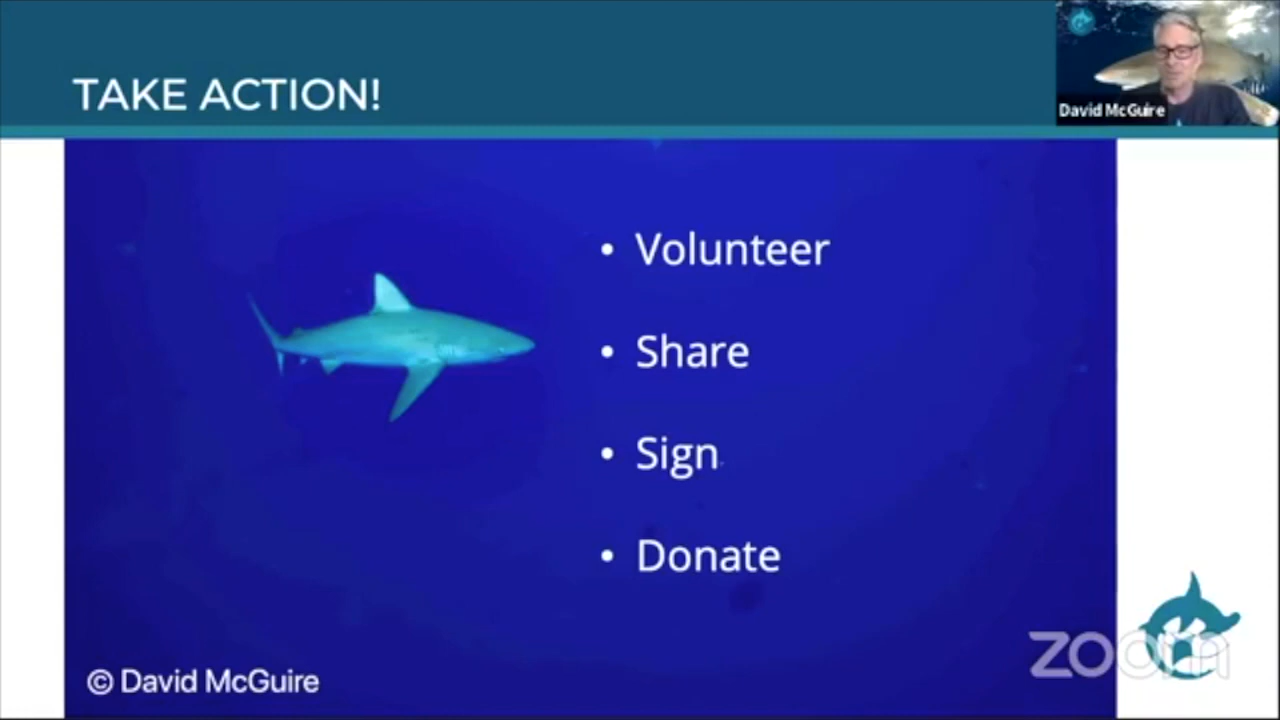 TAKE ACTION!
David McGuire
• Volunteer
• Share
• Sign
• Donate
© David McGuire
zoom